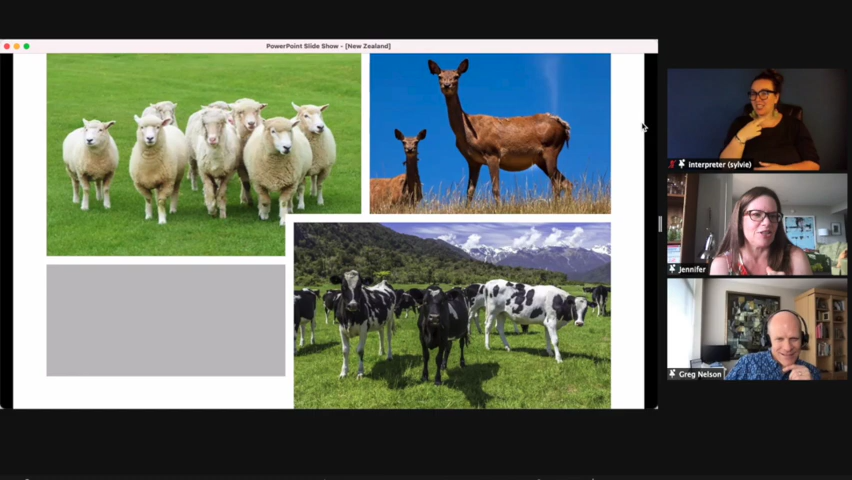 PowerPoint Slide Show - [New Zealand]
interpreter (sylvie)
Jennifer
Greg Nelson